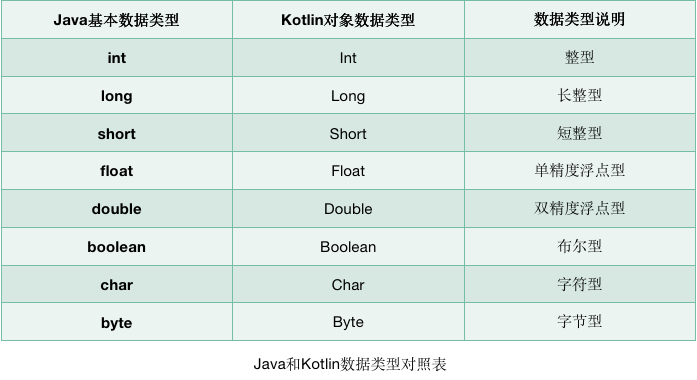 Java基本数据类型 Kotlin对象数据类型 数据类型说明
int Int 整型
long Long 长整型
short Short 短整型
float Float 单精度浮点型
double Double 双精度浮点型
boolean Boolean 布尔型
char Char 字符型
byte Byte 字节型
Java和Kotlin数据类型对照表